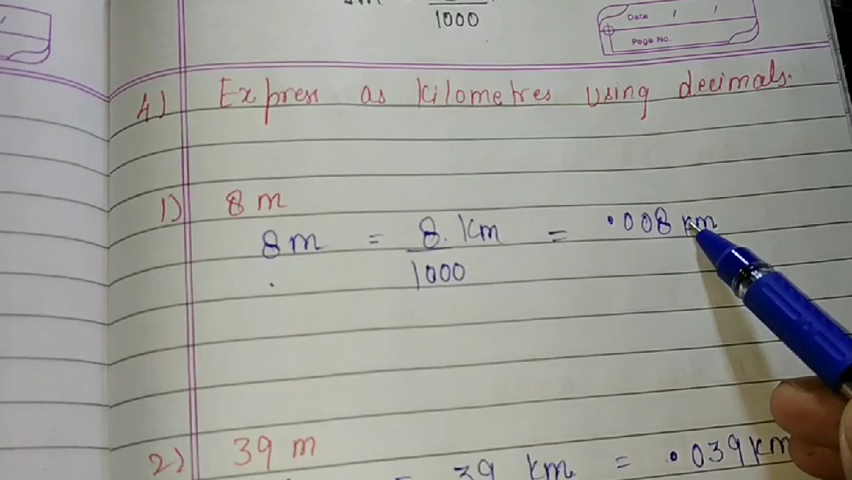 1000
Date / /
Page No.
4) Express as kilometres using decimals.
1) 8 m
8m = 8. km = .008 km
1000
2) 39 m
= 39 km = .039 km